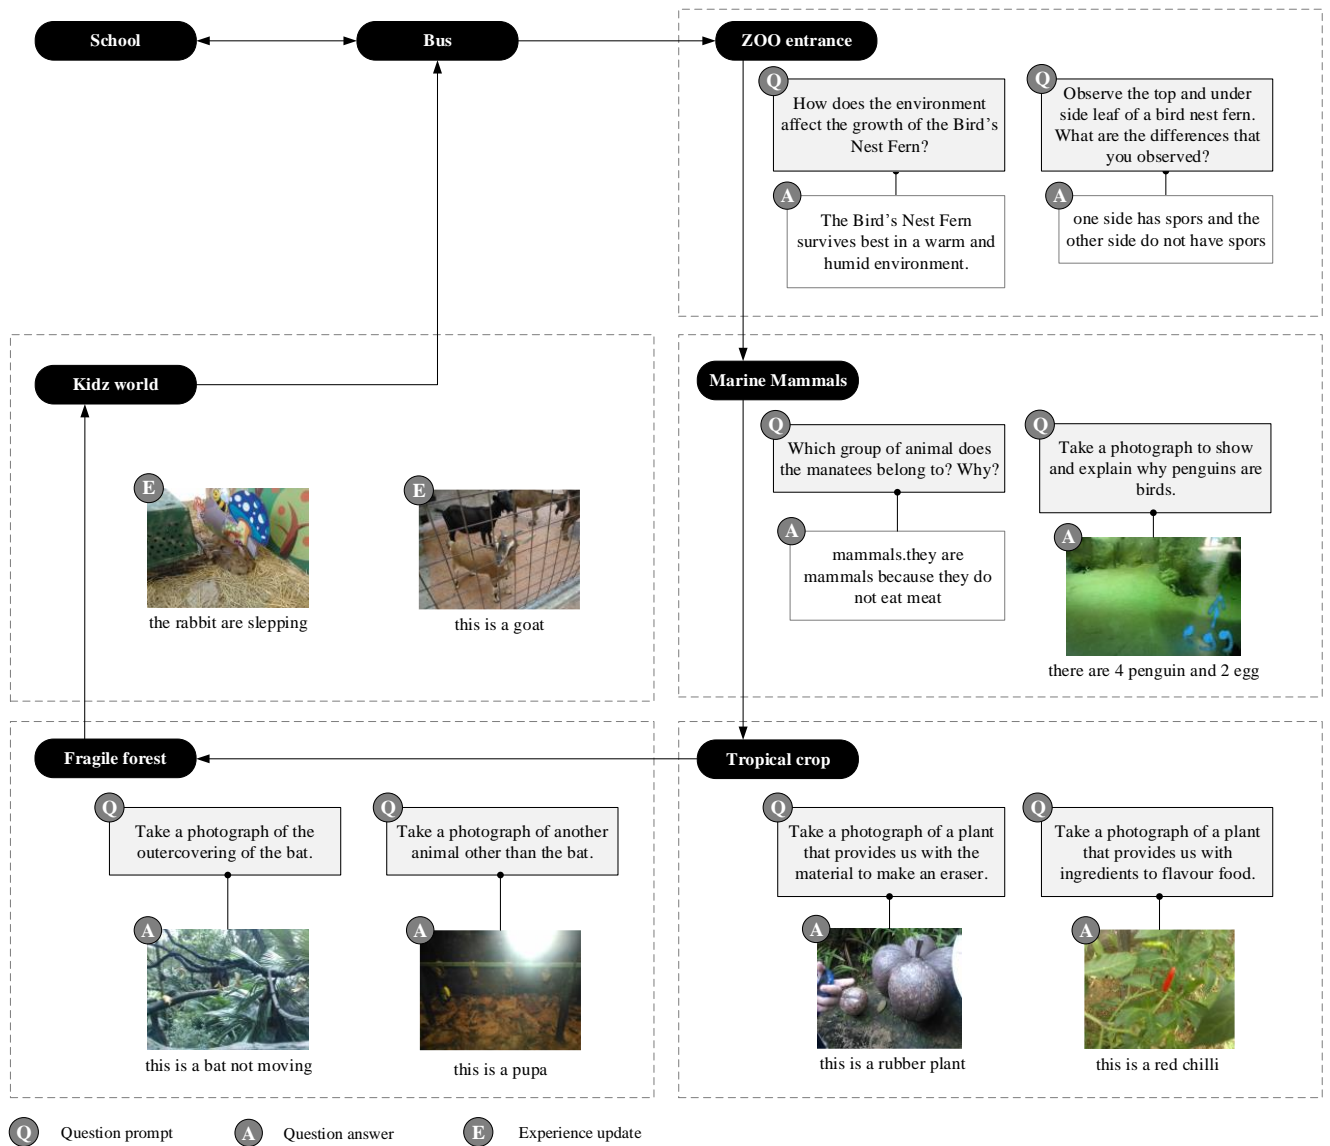 School
Bus
ZOO entrance
Q
How does the environment
affect the growth of the Bird's
Nest Fern?
A
The Bird's Nest Fern
survives best in a warm and
humid environment.
Q
Observe the top and under
side leaf of a bird nest fern.
What are the differences that
you observed?
A
one side has spors and the
other side do not have spors
Kidz world
E
the rabbit are slepping
E
this is a goat
Marine Mammals
Q
Which group of animal does
the manatees belong to? Why?
A
mammals.they are
mammals because they do
not eat meat
Q
Take a photograph to show
and explain why penguins are
birds.
A
there are 4 penguin and 2 egg
Fragile forest
Q
Take a photograph of the
outercovering of the bat.
A
this is a bat not moving
Q
Take a photograph of another
animal other than the bat.
A
this is a pupa
Tropical crop
Q
Take a photograph of a plant
that provides us with the
material to make an eraser.
A
this is a rubber plant
Q
Take a photograph of a plant
that provides us with
ingredients to flavour food.
A
this is a red chilli
Q Question prompt
A Question answer
E Experience update